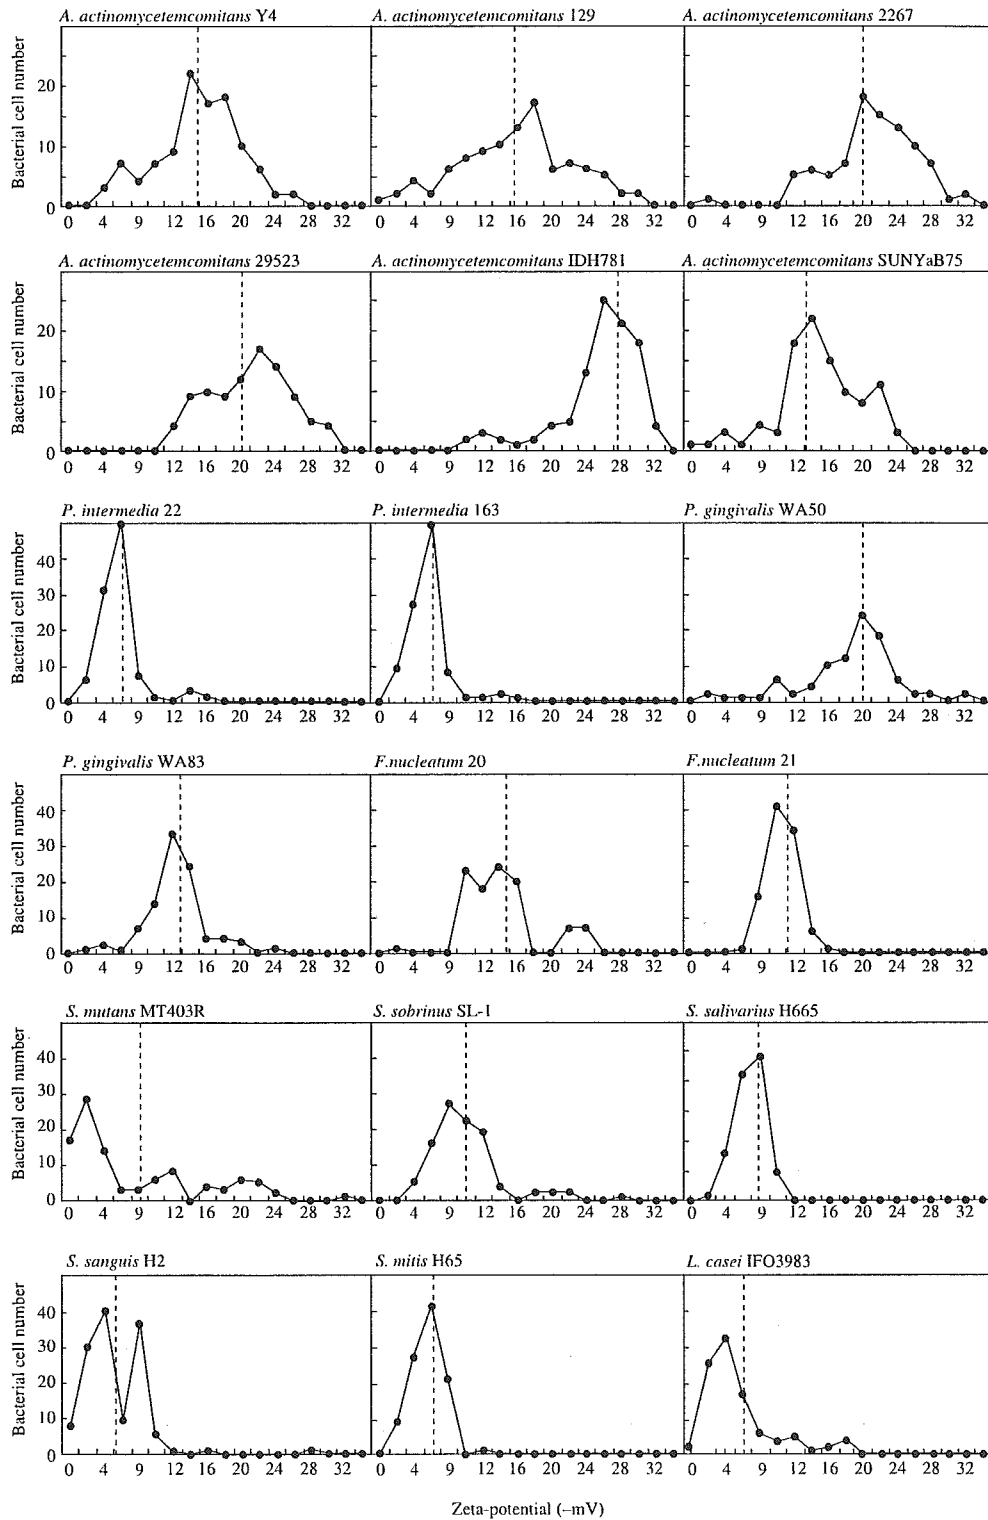 A. actinomycetemcomitans Y4 A. actinomycetemcomitans 129 A. actinomycetemcomitans 2267
Bacterial cell number
20
10
0
0 4 8 12 16 20 24 28 32 0 4 9 12 16 20 24 28 32 0 4 9 12 16 20 24 28 32
A. actinomycetemcomitans 29523 A. actinomycetemcomitans IDH781 A. actinomycetemcomitans SUNYaB75
Bacterial cell number
20
10
0
0 4 8 12 16 20 24 28 32 0 4 9 12 16 20 24 28 32 0 4 9 12 16 20 24 28 32
P. intermedia 22 P. intermedia 163 P. gingivalis WA50
Bacterial cell number
40
30
20
10
0
0 4 8 12 16 20 24 28 32 0 4 9 12 16 20 24 28 32 0 4 9 12 16 20 24 28 32
P. gingivalis WA83 F.nucleatum 20 F.nucleatum 21
Bacterial cell number
40
30
20
10
0
0 4 8 12 16 20 24 28 32 0 4 9 12 16 20 24 28 32 0 4 9 12 16 20 24 28 32
S. mutans MT403R S. sobrinus SL-1 S. salivarius H665
Bacterial cell number
40
30
20
10
0
0 4 8 12 16 20 24 28 32 0 4 9 12 16 20 24 28 32 0 4 9 12 16 20 24 28 32
S. sanguis H2 S. mitis H65 L. casei IFO3983
Bacterial cell number
40
30
20
10
0
0 4 8 12 16 20 24 28 32 0 4 9 12 16 20 24 28 32 0 4 9 12 16 20 24 28 32
Zeta-potential (–mV)